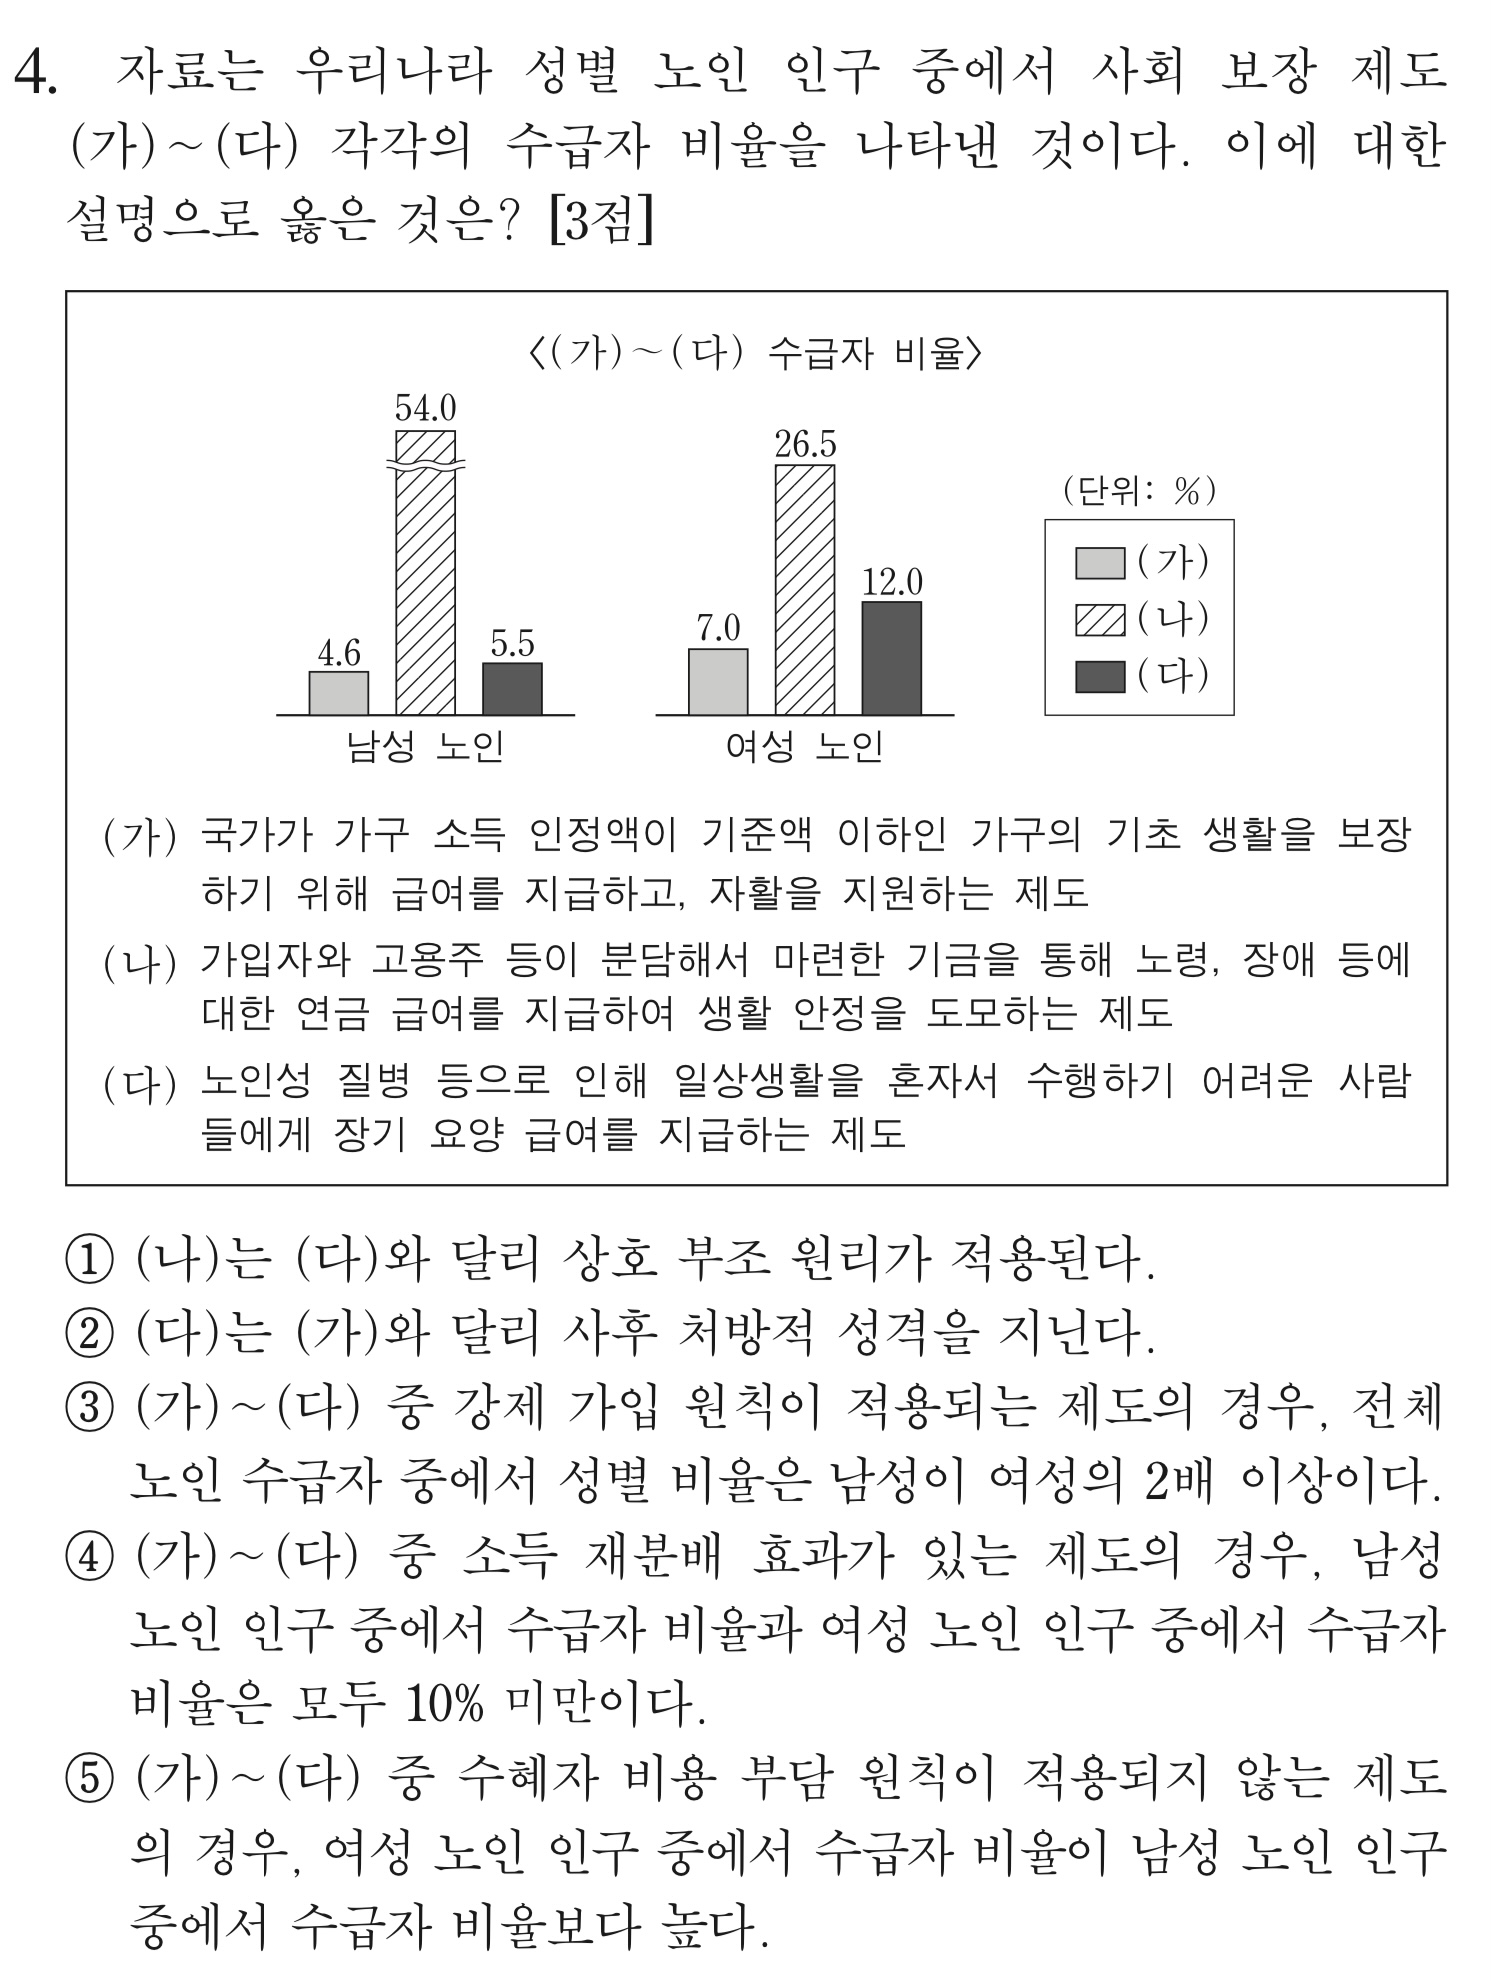 4. 자료는 우리나라 성별 노인 인구 중에서 사회 보장 제도
(가)~(다) 각각의 수급자 비율을 나타낸 것이다. 이에 대한
설명으로 옳은 것은? [3점]
〈(가)~(다) 수급자 비율〉
54.0
4.6
5.5
남성 노인
26.5
7.0
12.0
여성 노인
(단위: %)
(가)
(나)
(다)
(가) 국가가 가구 소득 인정액이 기준액 이하인 가구의 기초 생활을 보장
하기 위해 급여를 지급하고, 자활을 지원하는 제도
(나) 가입자와 고용주 등이 분담해서 마련한 기금을 통해 노령, 장애 등에
대한 연금 급여를 지급하여 생활 안정을 도모하는 제도
(다) 노인성 질병 등으로 인해 일상생활을 혼자서 수행하기 어려운 사람
들에게 장기 요양 급여를 지급하는 제도
① (나)는 (다)와 달리 상호 부조 원리가 적용된다.
② (다)는 (가)와 달리 사후 처방적 성격을 지닌다.
③ (가)~(다) 중 강제 가입 원칙이 적용되는 제도의 경우, 전체
노인 수급자 중에서 성별 비율은 남성이 여성의 2배 이상이다.
④ (가)~(다) 중 소득 재분배 효과가 있는 제도의 경우, 남성
노인 인구 중에서 수급자 비율과 여성 노인 인구 중에서 수급자
비율은 모두 10% 미만이다.
⑤ (가)~(다) 중 수혜자 비용 부담 원칙이 적용되지 않는 제도
의 경우, 여성 노인 인구 중에서 수급자 비율이 남성 노인 인구
중에서 수급자 비율보다 높다.